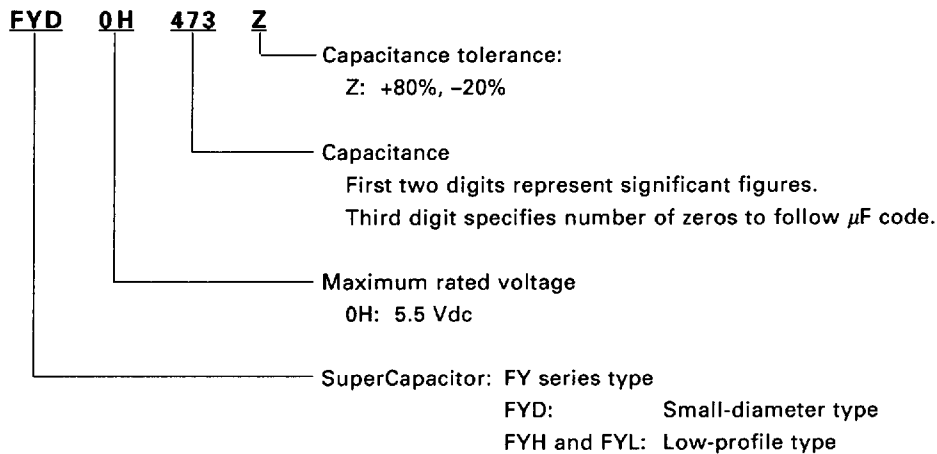 FYD 0H 473 Z
Capacitance tolerance:
Z: +80%, –20%
Capacitance
First two digits represent significant figures.
Third digit specifies number of zeros to follow μF code.
Maximum rated voltage
0H: 5.5 Vdc
SuperCapacitor: FY series type
FYD: Small-diameter type
FYH and FYL: Low-profile type